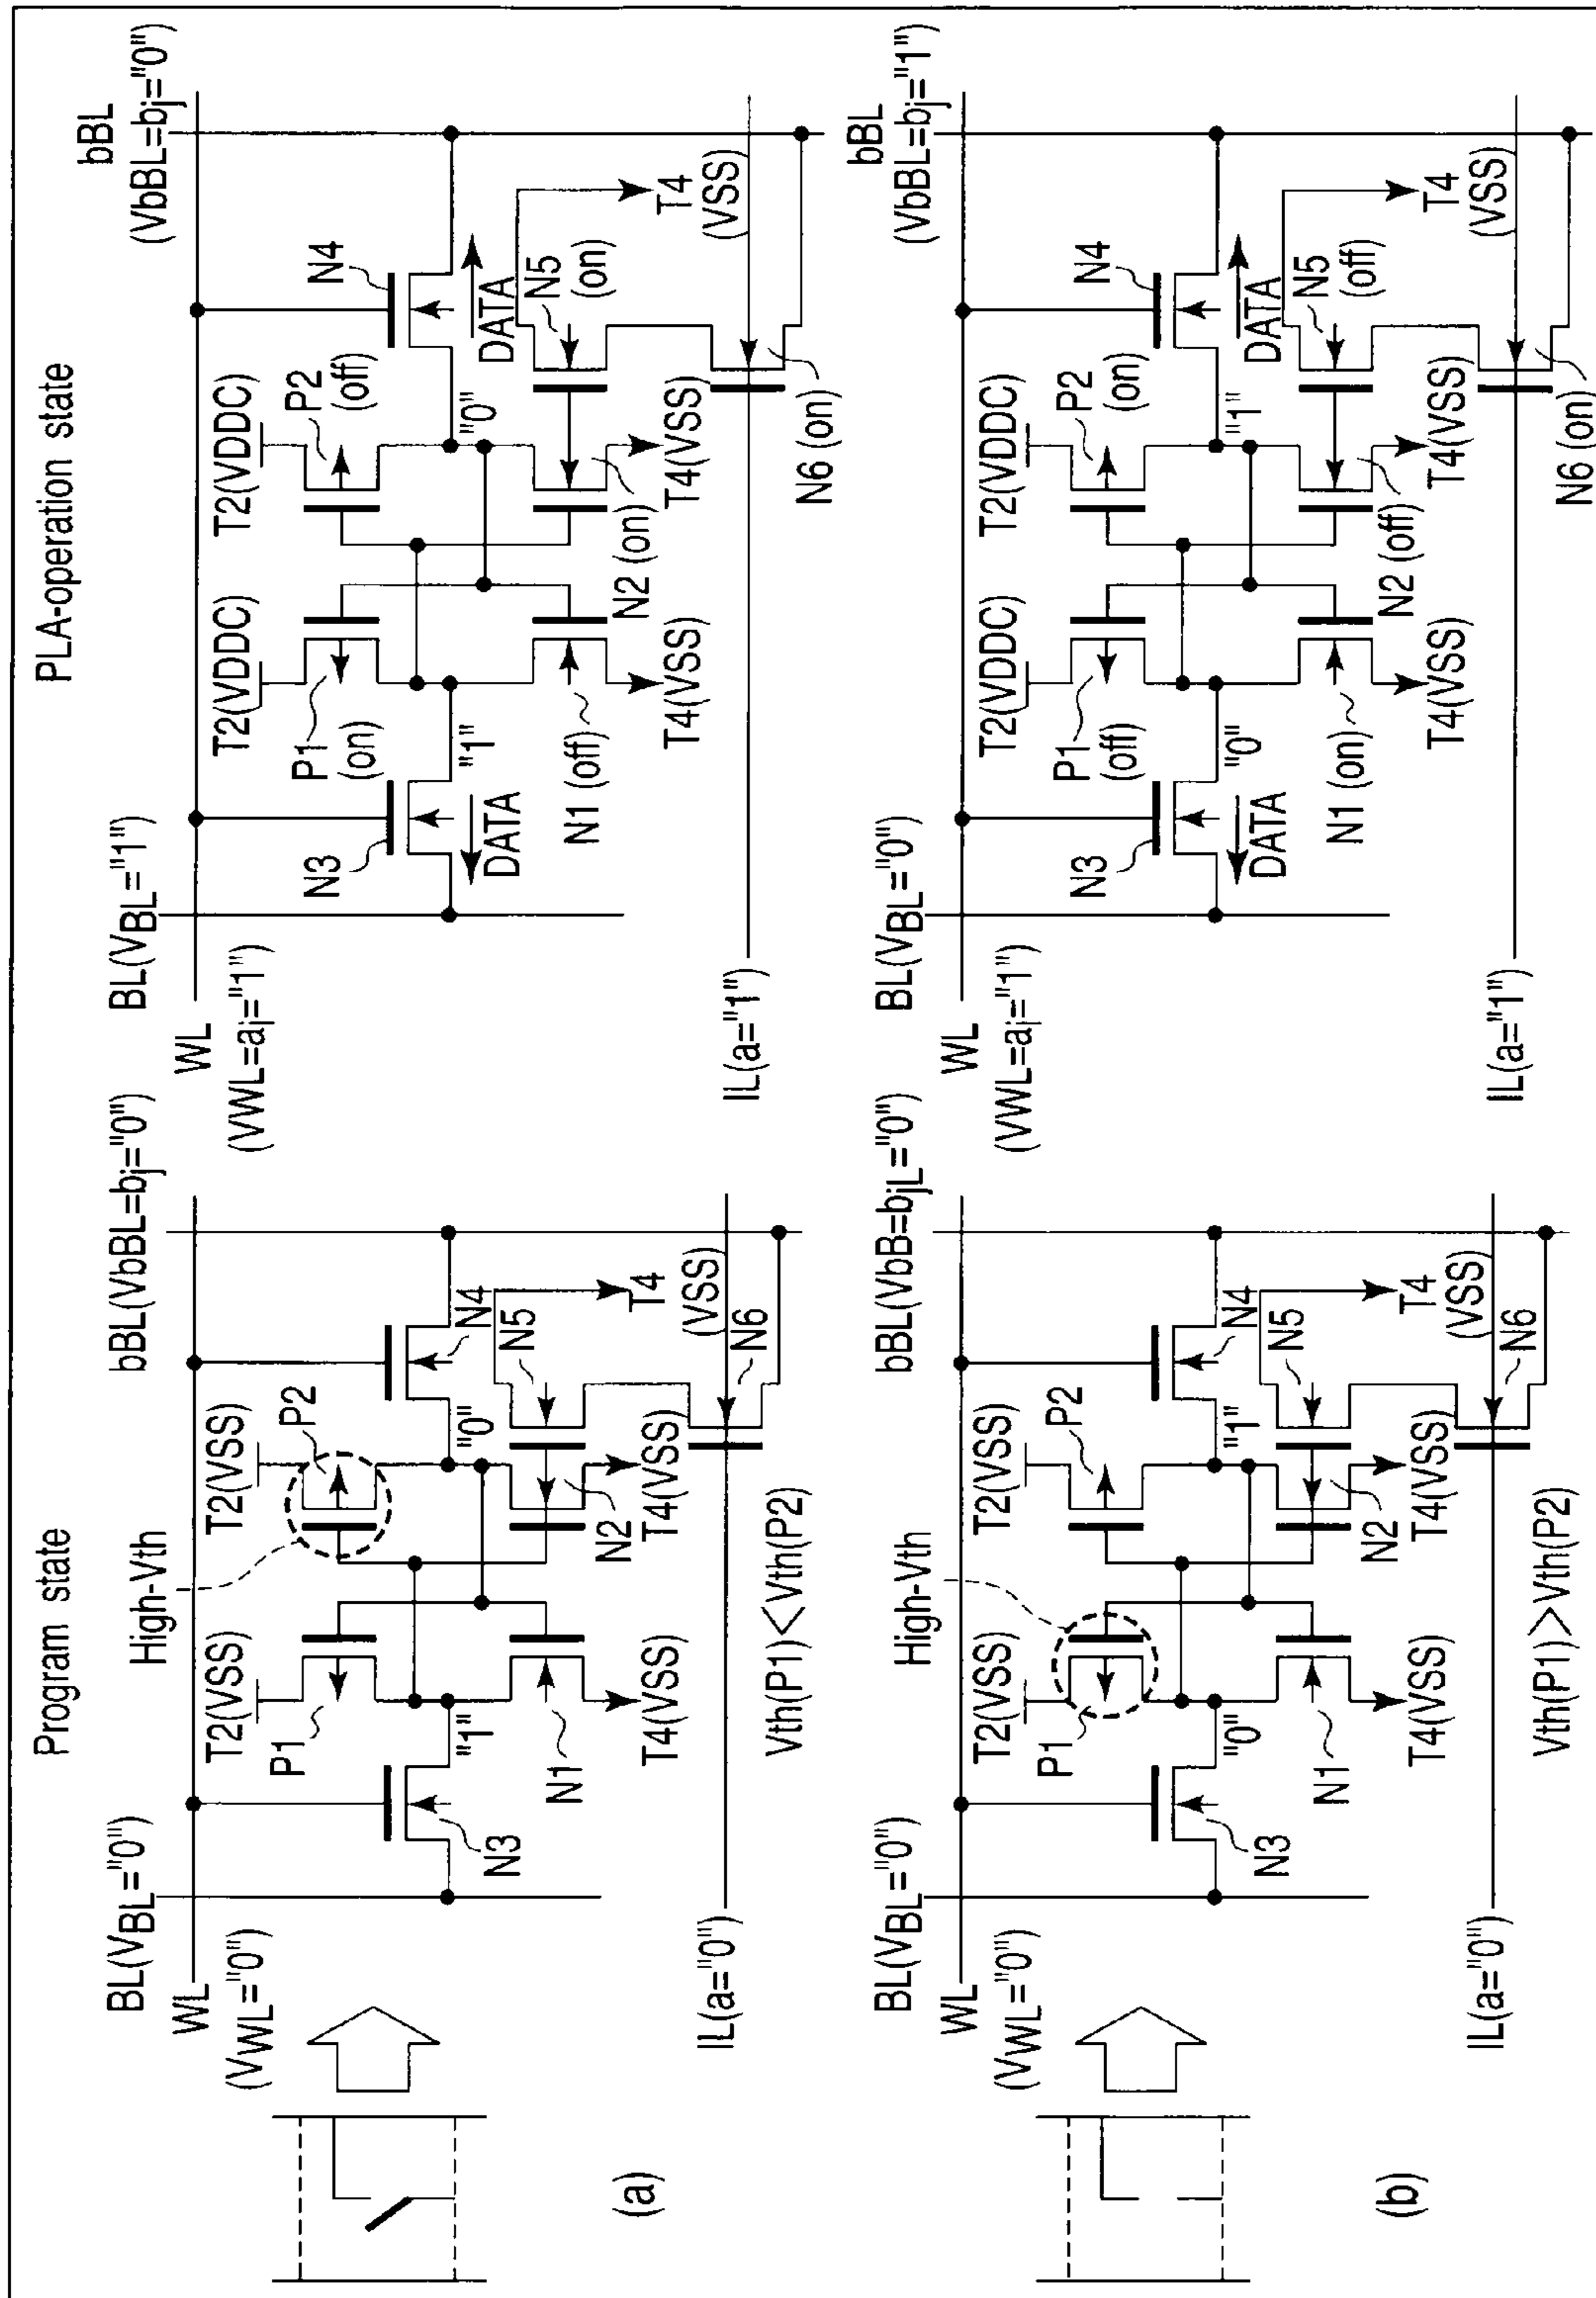 Program state
PLA-operation state
(a)
BL(VBL="0")
WL
(VWL="0")
bBL(VbBL=bj="0")
High-Vth
T2(VSS)
T2(VSS)
P1
P2
"1"
"0"
N3
N4
N1
N2
N5
T4(VSS)
T4(VSS)
T4
(VSS)
N6
IL(a="0")
Vth(P1)<Vth(P2)
BL(VBL="1")
WL
(VWL=ai="1")
bBL
(VbBL=bj="0")
T2(VDDC)
T2(VDDC)
P1
(on)
P2
(off)
"1"
"0"
N3
N4
DATA
DATA
N1 (off)
N2 (on)
N5
(on)
T4(VSS)
T4(VSS)
T4
(VSS)
N6 (on)
IL(a="1")
(b)
BL(VBL="0")
WL
(VWL="0")
bBL(VbB=bjL="0")
High-Vth
T2(VSS)
T2(VSS)
P1
P2
"0"
"1"
N3
N4
N1
N2
N5
T4(VSS)
T4(VSS)
T4
(VSS)
N6
IL(a="0")
Vth(P1)>Vth(P2)
BL(VBL="0")
WL
(VWL=ai="1")
bBL
(VbBL=bj="1")
T2(VDDC)
T2(VDDC)
P1
(off)
P2
(on)
"0"
"1"
N3
N4
DATA
DATA
N1 (on)
N2 (off)
N5
(off)
T4(VSS)
T4(VSS)
T4
(VSS)
N6 (on)
IL(a="1")